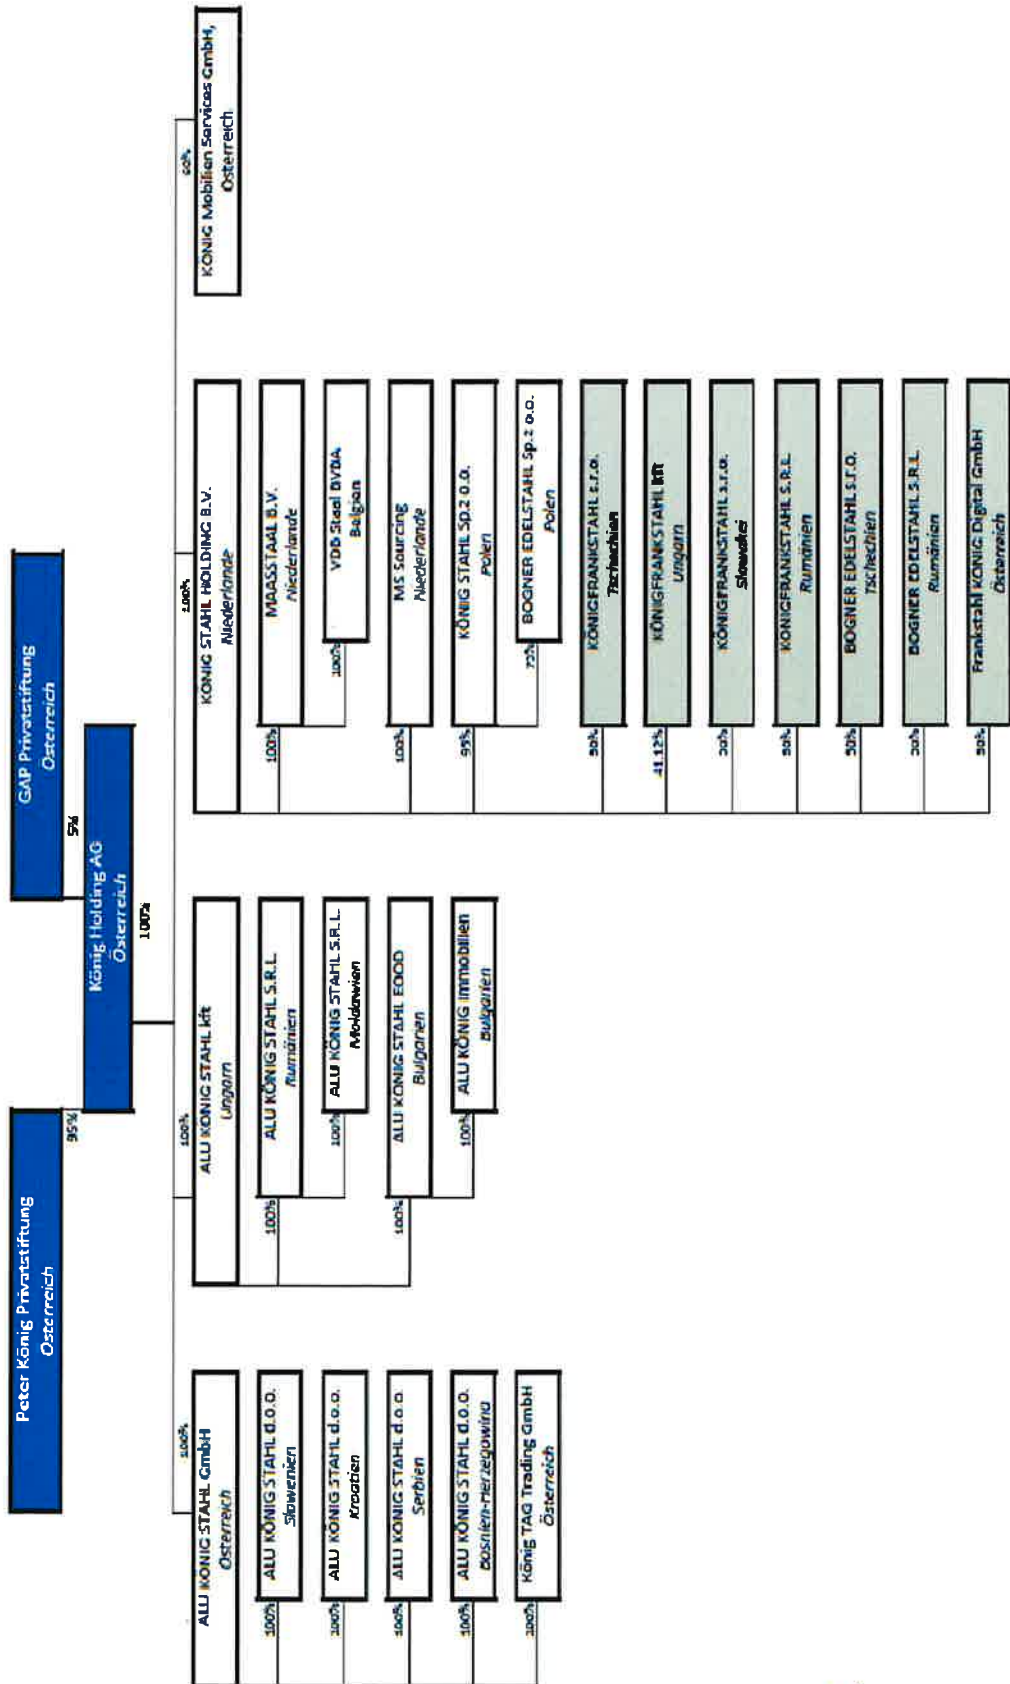 Peter König Privatstiftung
Österreich
GAP Privatstiftung
Österreich
95%
5%
König Holding AG
Österreich
100%
100%
100%
100%
60%
ALU KÖNIG STAHL GmbH
Österreich
100%
ALU KÖNIG STAHL d.o.o.
Slowenien
100%
ALU KÖNIG STAHL d.o.o.
Kroatien
100%
ALU KÖNIG STAHL d.o.o.
Serbien
100%
ALU KÖNIG STAHL d.o.o.
Bosnien-Herzegowina
100%
König TAG Trading GmbH
Österreich
ALU KÖNIG STAHL kft
Ungarn
100%
ALU KÖNIG STAHL S.R.L.
Rumänien
100%
ALU KÖNIG STAHL S.R.L.
Moldawien
100%
ALU KÖNIG STAHL EOOD
Bulgarien
100%
ALU KÖNIG Immobilien
Bulgarien
KÖNIG STAHL HOLDING B.V.
Niederlande
100%
MAASSTAAL B.V.
Niederlande
100%
VDB Staal BVBA
Belgien
100%
MS Sourcing
Niederlande
95%
KÖNIG STAHL Sp.z o.o.
Polen
75%
BOGNER EDELSTAHL Sp.z o.o.
Polen
50%
KÖNIGFRANKSTAHL s.r.o.
Tschechien
41.12%
KÖNIGFRANKSTAHL kft
Ungarn
50%
KÖNIGFRANKSTAHL s.r.o.
Slowakei
50%
KÖNIGFRANKSTAHL S.R.L.
Rumänien
50%
BOGNER EDELSTAHL s.r.o.
Tschechien
50%
BOGNER EDELSTAHL S.R.L.
Rumänien
50%
Frankstahl KÖNIG Digital GmbH
Österreich
KÖNIG Mobilien Services GmbH,
Österreich